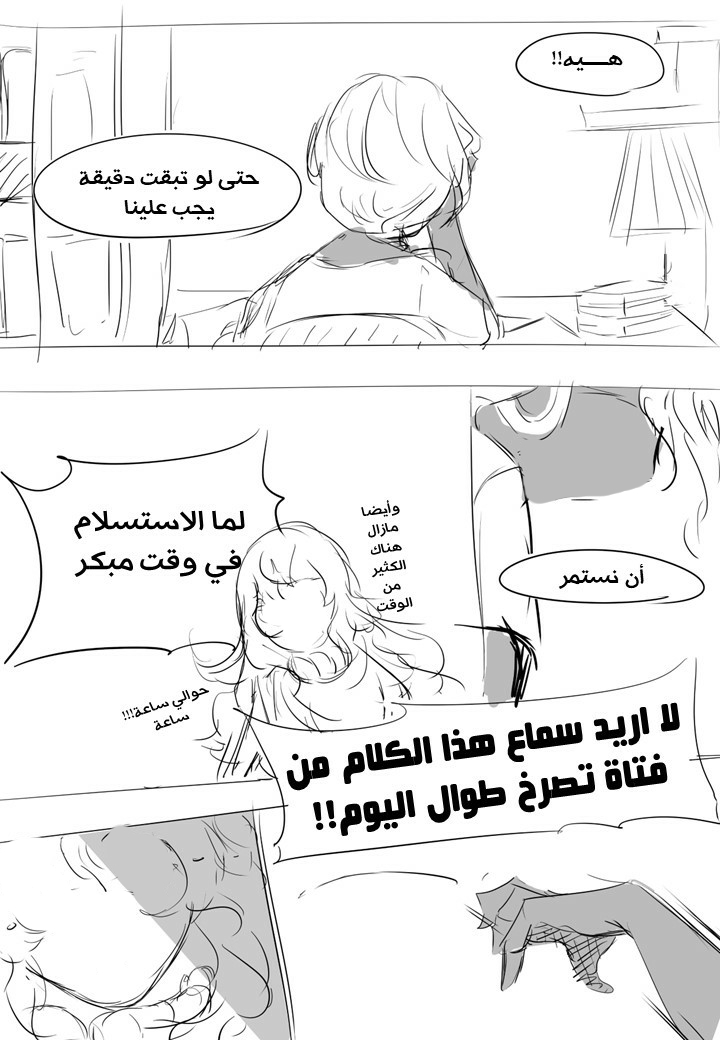 هـــيه!!
حتى لو تبقت دقيقة
يجب علينا
أن نستمر
لما الاستسلام
في وقت مبكر
وأيضا
مازال
هناك
الكثير
من
الوقت
حوالي ساعة!!!
ساعة
لا اريد سماع هذا الكلام من
فتاة تصرخ طوال اليوم!!